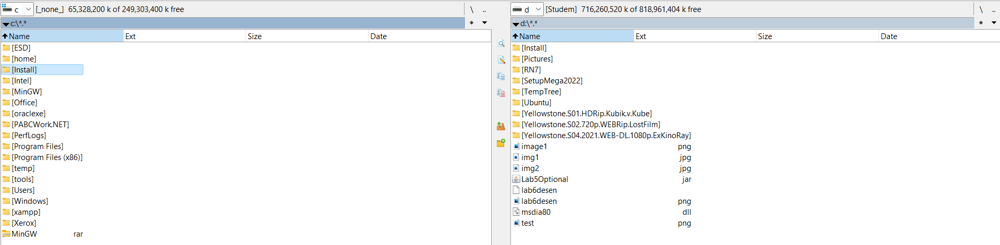 c [_none_] 65,328,200 k of 249,303,400 k free \ ..
c:\*.* *
Name Ext Size Date
[ESD]
[home]
[Install]
[Intel]
[MinGW]
[Office]
[oraclexe]
[PABCWork.NET]
[PerfLogs]
[Program Files]
[Program Files (x86)]
[temp]
[tools]
[Users]
[Windows]
[xampp]
[Xerox]
MinGW rar
d [Studem] 716,260,520 k of 818,961,404 k free \ ..
d:\*.* *
Name Ext Size Date
[Install]
[Pictures]
[RN7]
[SetupMega2022]
[TempTree]
[Ubuntu]
[Yellowstone.S01.HDRip.Kubik.v.Kube]
[Yellowstone.S02.720p.WEBRip.LostFilm]
[Yellowstone.S04.2021.WEB-DL.1080p.ExKinoRay]
image1 png
img1 jpg
img2 jpg
Lab5Optional jar
lab6desen
lab6desen png
msdia80 dll
test png